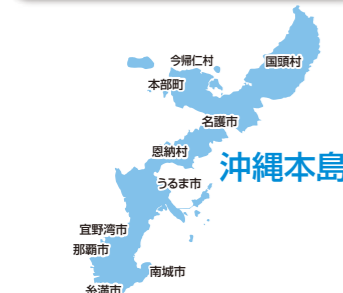 今帰仁村
国頭村
本部町
名護市
恩納村
沖縄本島
うるま市
宜野湾市
那覇市
南城市
糸満市